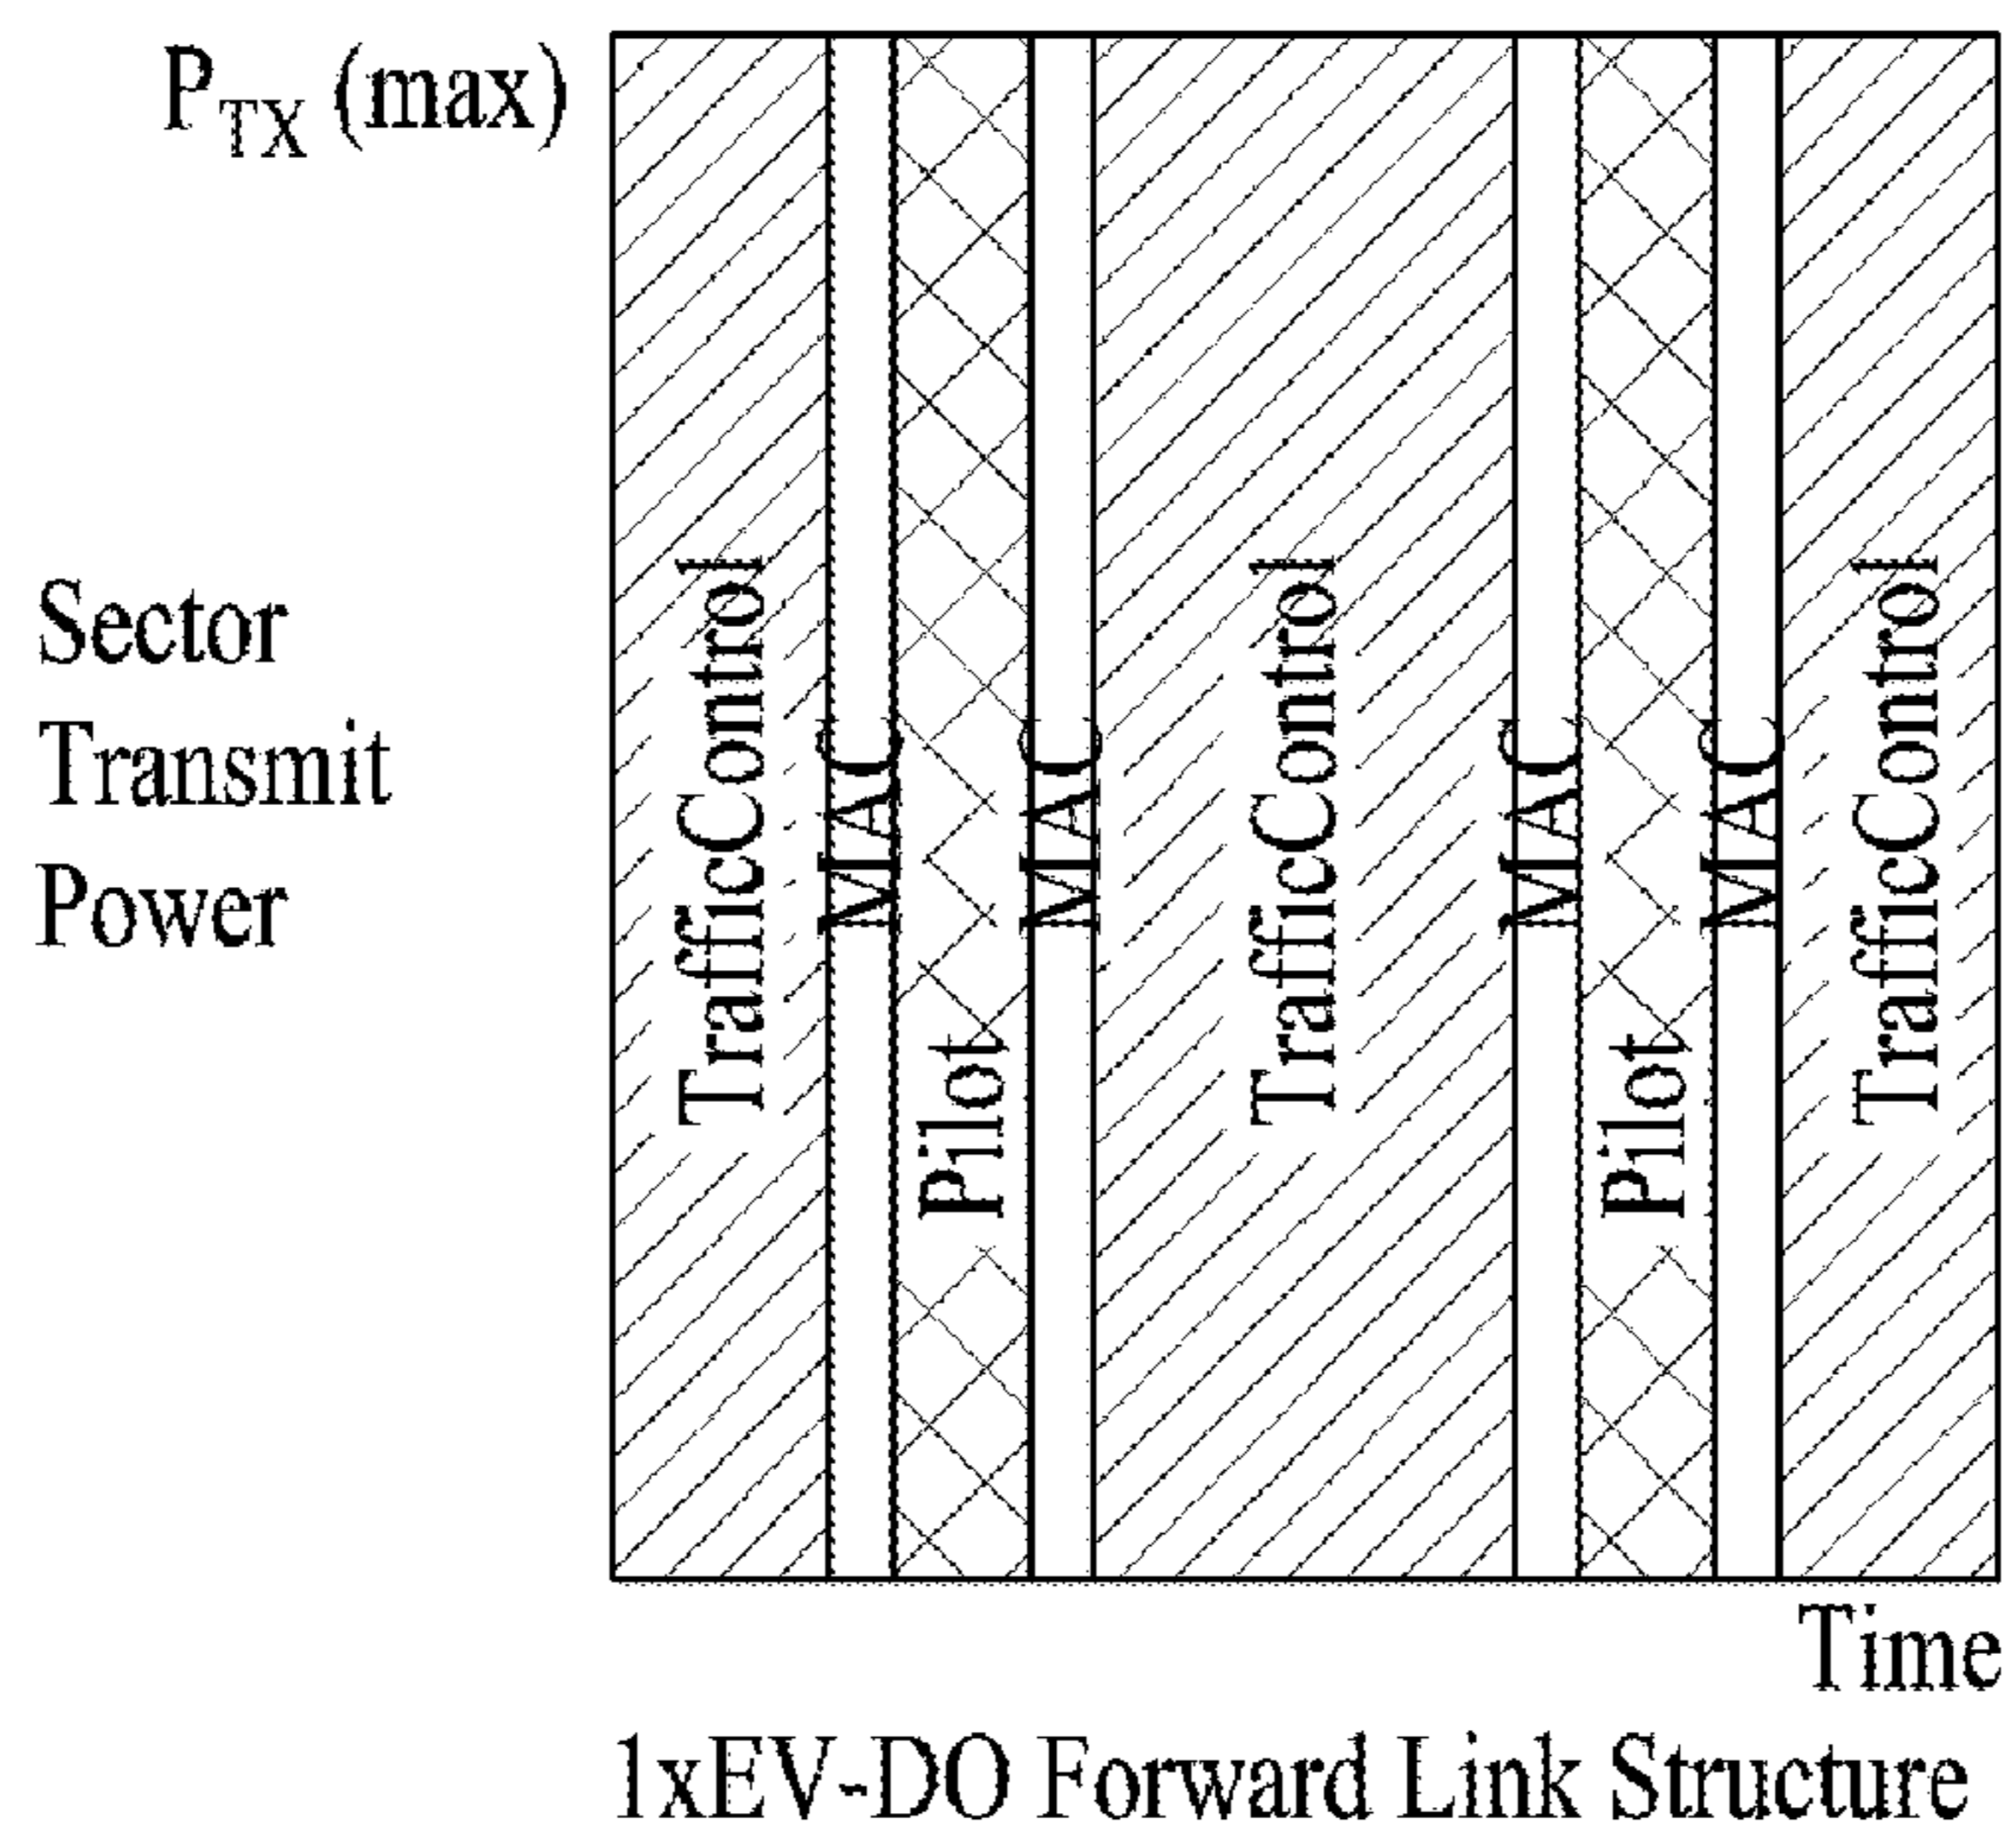 P_TX (max)
Sector
Transmit
Power
TrafficControl
MAC
Pilot
MAC
TrafficControl
MAC
Pilot
MAC
TrafficControl
Time
1xEV-DO Forward Link Structure